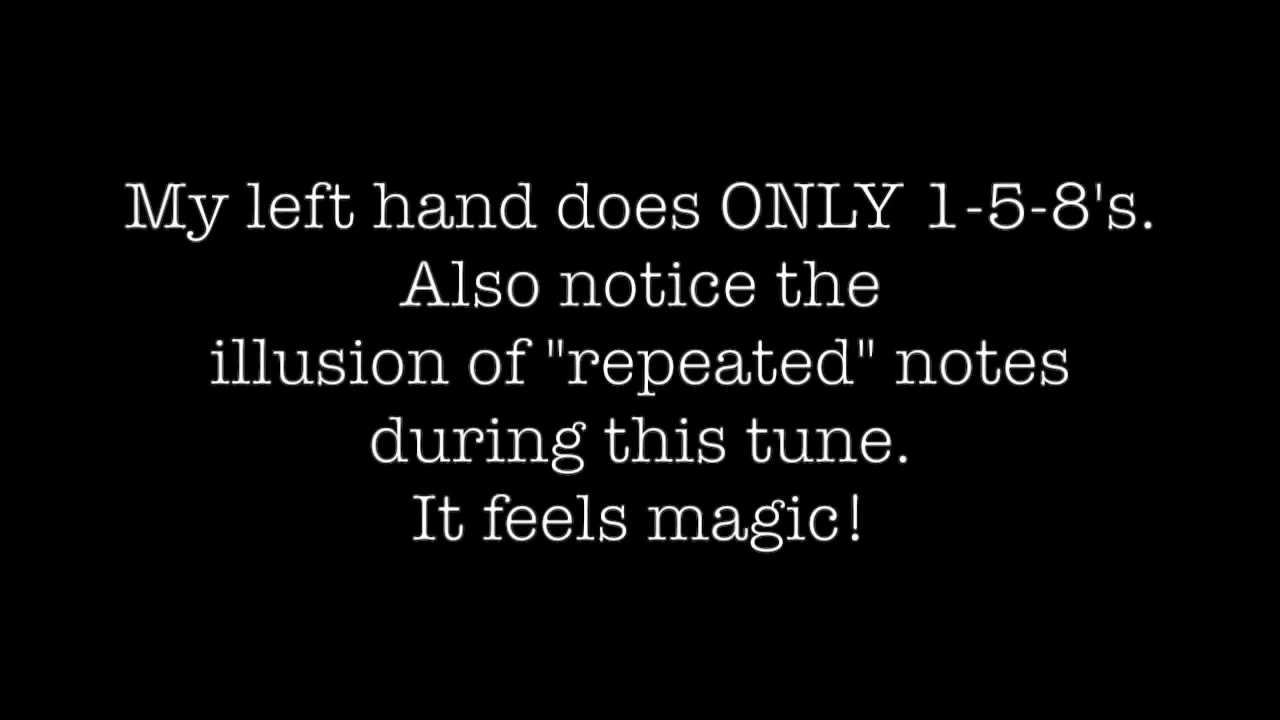 My left hand does ONLY 1-5-8's.
Also notice the
illusion of "repeated" notes
during this tune.
It feels magic!